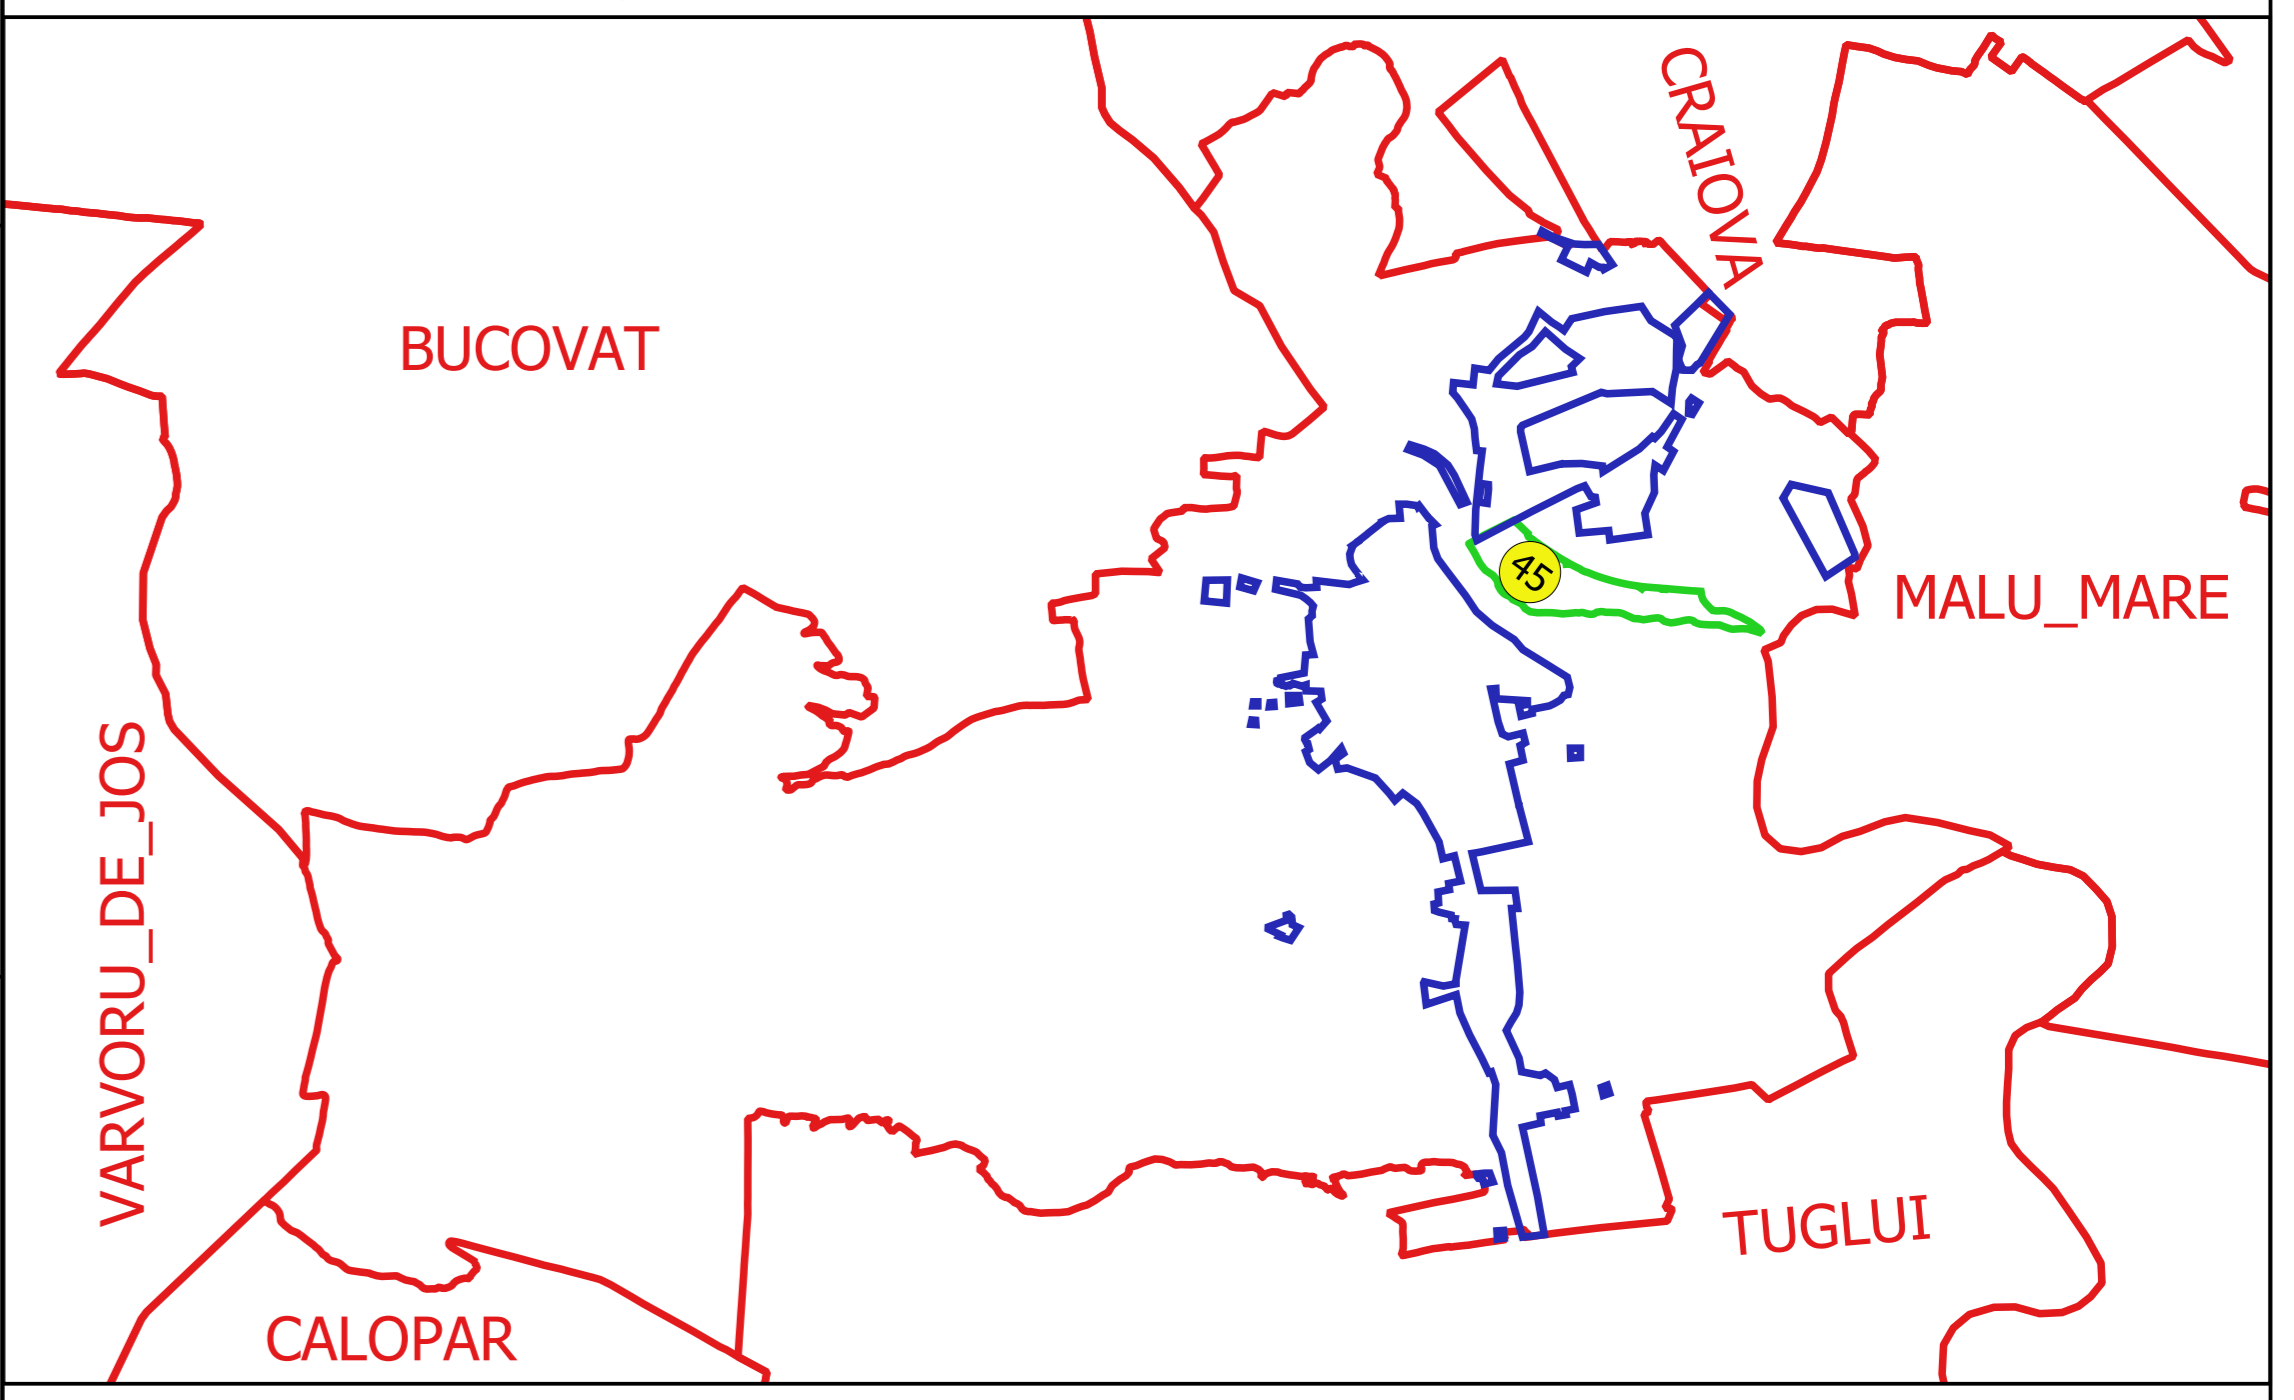 CRAIOVA
BUCOVAT
45
MALU_MARE
VARVORU_DE_JOS
TUGLUI
CALOPAR